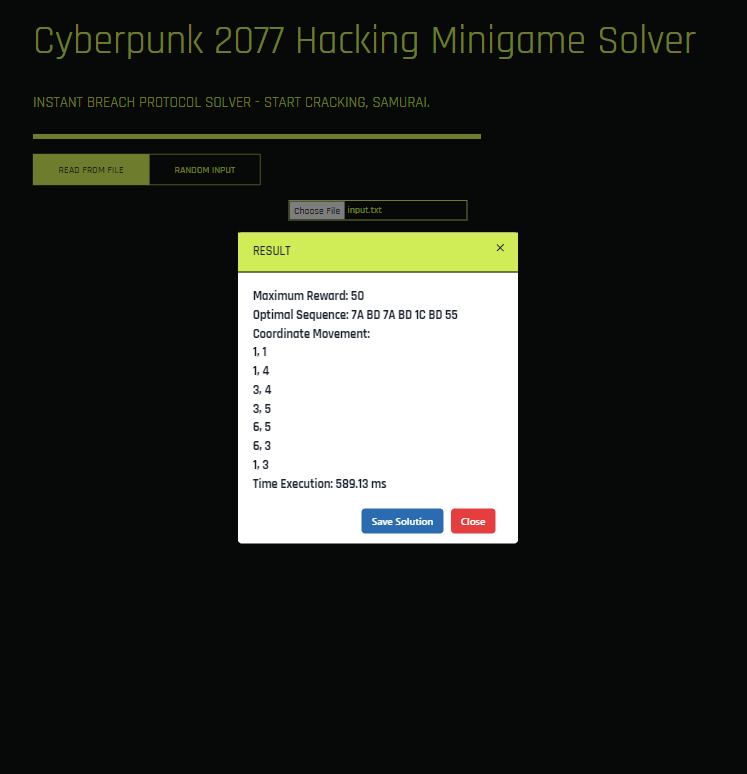 Cyberpunk 2077 Hacking Minigame Solver
INSTANT BREACH PROTOCOL SOLVER - START CRACKING, SAMURAI.
READ FROM FILE RANDOM INPUT
Choose File input.txt
RESULT ×
Maximum Reward: 50
Optimal Sequence: 7A BD 7A BD 1C BD 55
Coordinate Movement:
1, 1
1, 4
3, 4
3, 5
6, 5
6, 3
1, 3
Time Execution: 589.13 ms
Save Solution Close